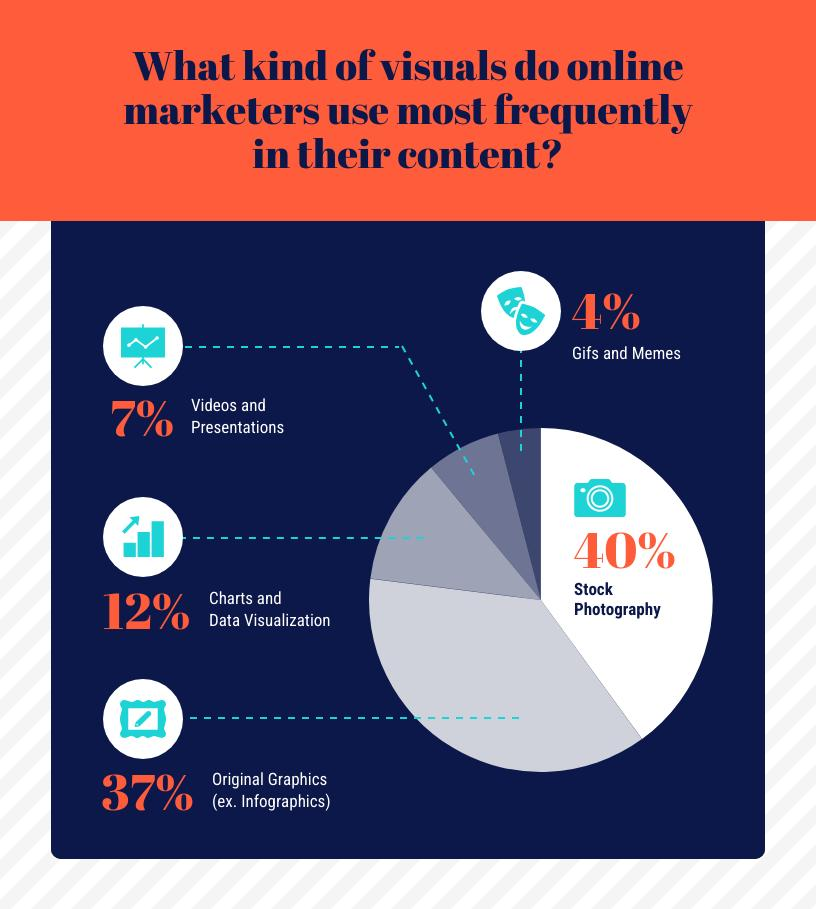 What kind of visuals do online
marketers use most frequently
in their content?
4%
Gifs and Memes
7%
Videos and
Presentations
40%
Stock
Photography
12%
Charts and
Data Visualization
37%
Original Graphics
(ex. Infographics)